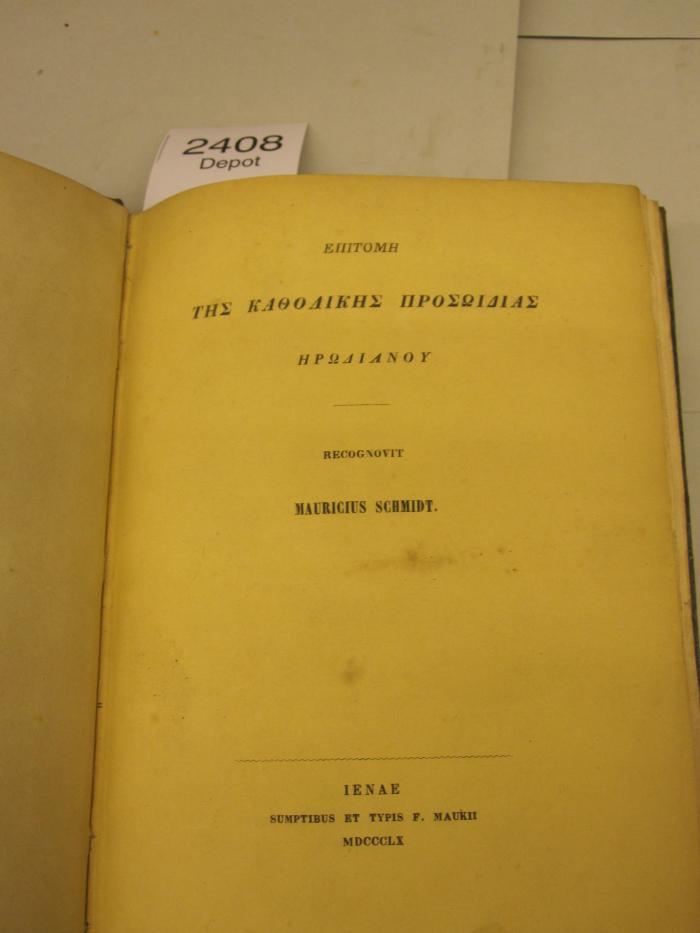 2408
Depot
ΕΠΙΤΟΜΗ
ΤΗΣ ΚΑΘΟΛΙΚΗΣ ΠΡΟΣΩΙΔΙΑΣ
ΗΡΩΔΙΑΝΟΥ
RECOGNOVIT
MAURICIUS SCHMIDT.
IENAE
SUMPTIBUS ET TYPIS F. MAUKII
MDCCCLX